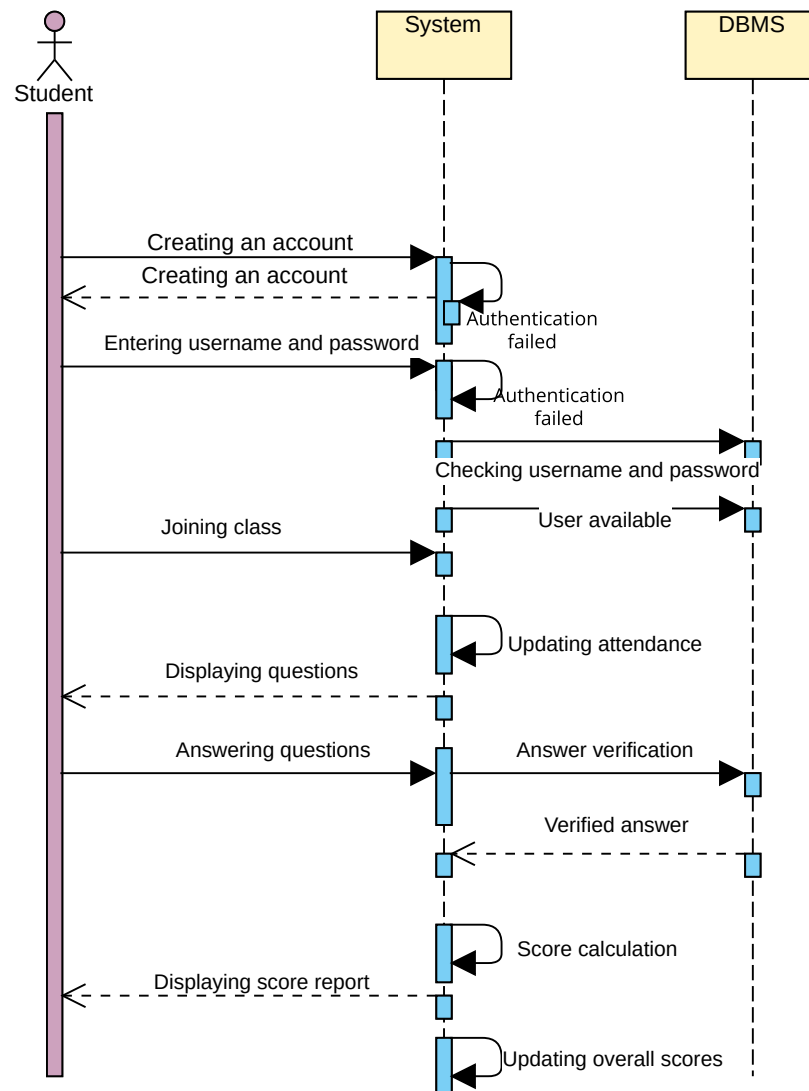 System
DBMS
Student
Creating an account
Creating an account
Authentication
failed
Entering username and password
Authentication
failed
Checking username and password
User available
Joining class
Updating attendance
Displaying questions
Answering questions
Answer verification
Verified answer
Score calculation
Displaying score report
Updating overall scores